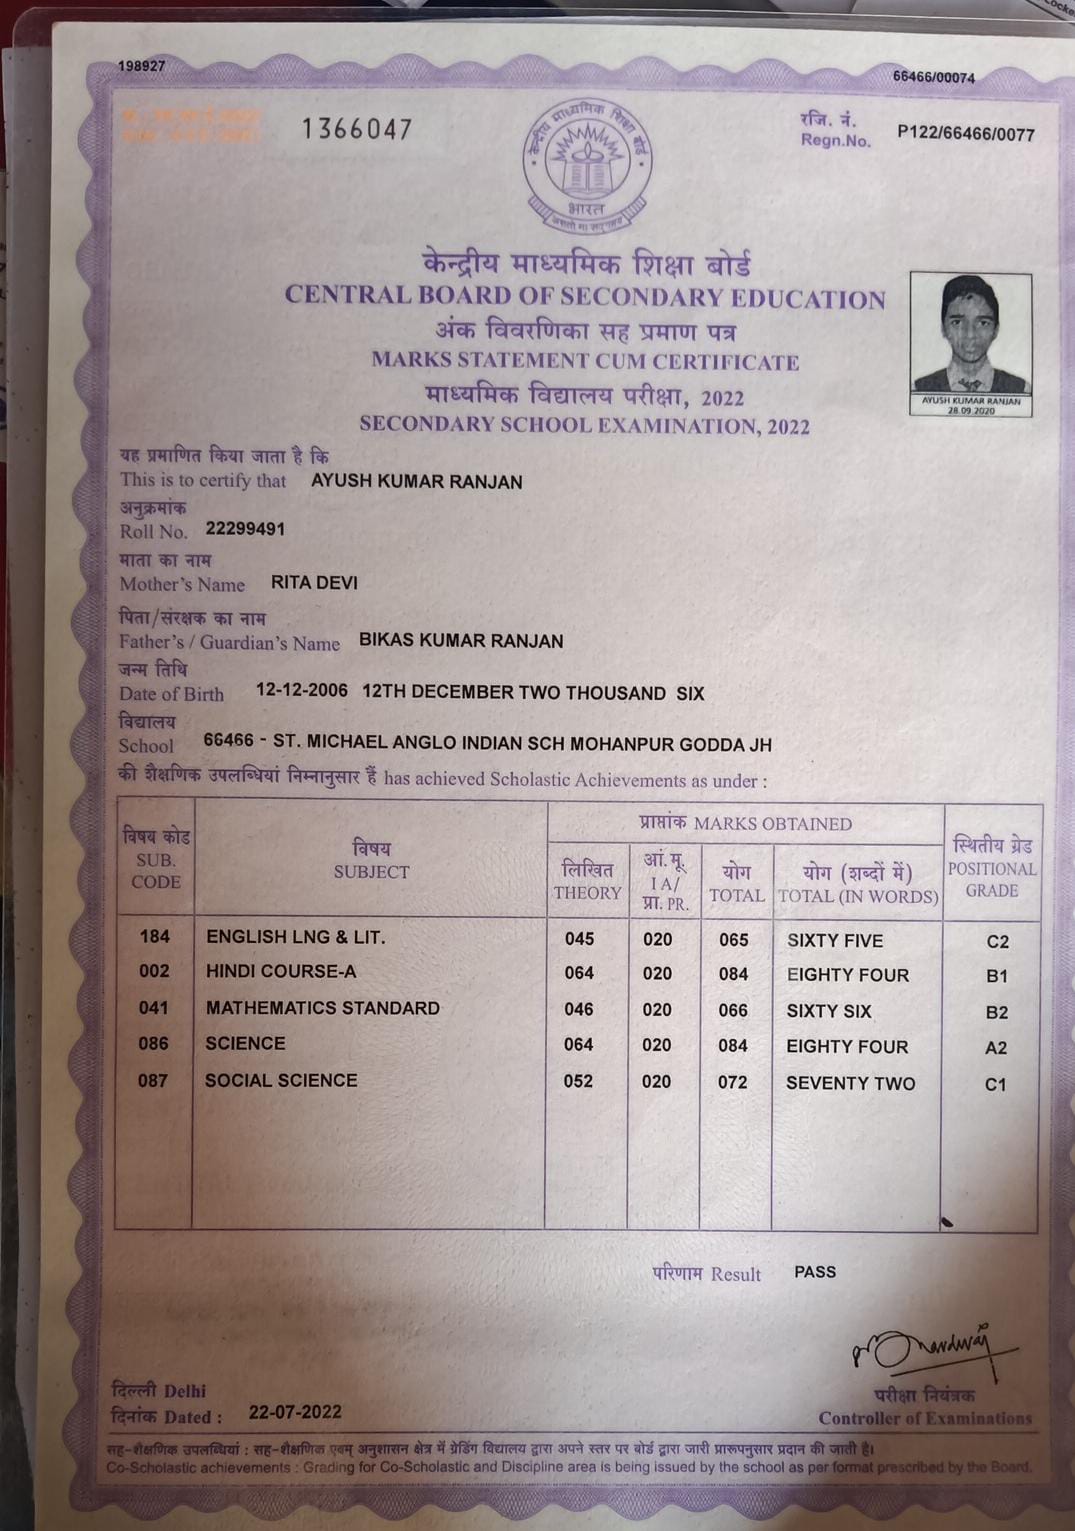 198927
66466/00074
1366047
रजि. नं.
Regn.No. P122/66466/0077
केन्द्रीय माध्यमिक शिक्षा बोर्ड
भारत
असतो मा सद्गमय
केन्द्रीय माध्यमिक शिक्षा बोर्ड
CENTRAL BOARD OF SECONDARY EDUCATION
अंक विवरणिका सह प्रमाण पत्र
MARKS STATEMENT CUM CERTIFICATE
माध्यमिक विद्यालय परीक्षा, 2022
SECONDARY SCHOOL EXAMINATION, 2022
AYUSH KUMAR RANJAN
28.09.2020
यह प्रमाणित किया जाता है कि
This is to certify that AYUSH KUMAR RANJAN
अनुक्रमांक
Roll No. 22299491
माता का नाम
Mother's Name RITA DEVI
पिता/संरक्षक का नाम
Father's / Guardian's Name BIKAS KUMAR RANJAN
जन्म तिथि
Date of Birth 12-12-2006 12TH DECEMBER TWO THOUSAND SIX
विद्यालय
School 66466 - ST. MICHAEL ANGLO INDIAN SCH MOHANPUR GODDA JH
की शैक्षणिक उपलब्धियां निम्नानुसार हैं has achieved Scholastic Achievements as under :
विषय कोड
SUB.
CODE
विषय
SUBJECT
प्राप्तांक MARKS OBTAINED
लिखित
THEORY
आं.मू.
I A/
प्रा. PR.
योग
TOTAL
योग (शब्दों में)
TOTAL (IN WORDS)
स्थितीय ग्रेड
POSITIONAL
GRADE
184 ENGLISH LNG & LIT. 045 020 065 SIXTY FIVE C2
002 HINDI COURSE-A 064 020 084 EIGHTY FOUR B1
041 MATHEMATICS STANDARD 046 020 066 SIXTY SIX B2
086 SCIENCE 064 020 084 EIGHTY FOUR A2
087 SOCIAL SCIENCE 052 020 072 SEVENTY TWO C1
परिणाम Result PASS
दिल्ली Delhi
दिनांक Dated : 22-07-2022
परीक्षा नियंत्रक
Controller of Examinations
सह-शैक्षणिक उपलब्धियां : सह-शैक्षणिक एवम् अनुशासन क्षेत्र में ग्रेडिंग विद्यालय द्वारा अपने स्तर पर बोर्ड द्वारा जारी प्रारूपनुसार प्रदान की जाती है।
Co-Scholastic achievements : Grading for Co-Scholastic and Discipline area is being issued by the school as per format prescribed by the Board.